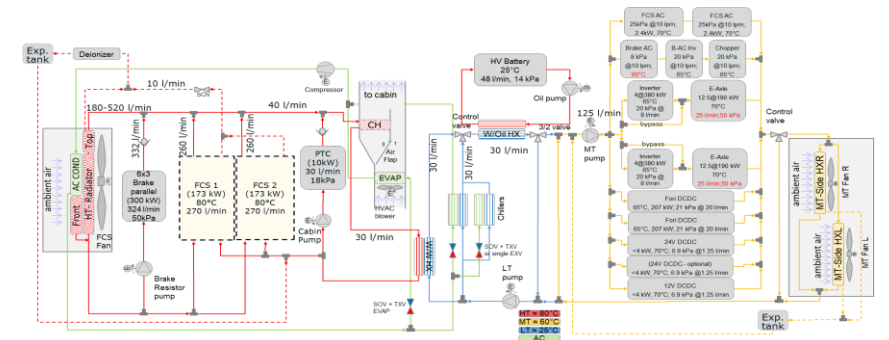 Exp.
tank
Deionizer
10 l/min
SOV
180-520 l/min
40 l/min
Compressor
to cabin
ambient air
AC COND
Front
HT- Radiator
Top
FCS
Fan
332 l/min
6x3
Brake
parallel
(300 kW)
324 l/min
50kPa
Brake
Resistor
pump
260 l/min
FCS 1
(173 kW)
80°C
270 l/min
260 l/min
FCS 2
(173 kW)
80°C
270 l/min
PTC
(10kW)
30 l/min
18kPa
Cabin
Pump
CH
Air
Flap
EVAP
HVAC
blower
30 l/min
W/W HX
SOV + TXV
EVAP
HV Battery
25°C
48 l/min, 14 kPa
Oil pump
Control
valve
W/Oil HX
3/2 valve
30 l/min
30 l/min
30 l/min
Chillers
SOV + TXV
or single EXV
LT
pump
HT = 80°C
MT = 60°C
LT = 25°C
AC
125 l/min
MT
pump
FCS AC
25kPa @10 lpm;
2.4kW, 70°C
FCS AC
25kPa @10 lpm;
2.4kW, 70°C
Brake AC
8 kPa
@10 lpm;
60°C
B-AC Inv
20 kPa
@10 lpm;
65°C
Chopper
20 kPa
@10 lpm;
65°C
Inverter
4@380 kW
65°C
20 kPa @
8 l/min
E-Axle
12.5@190 kW
70°C
25 l/min,50 kPa
bypass
bypass
Inverter
4@380 kW
65°C
20 kPa @
8 l/min
E-Axle
12.5@190 kW
70°C
25 l/min,50 kPa
Fori DCDC
65°C, 207 kW, 21 kPa @ 20 l/min
Fori DCDC
65°C, 207 kW, 21 kPa @ 20 l/min
24V DCDC
<4 kW, 70°C, 6.9 kPa @1.25 l/min
(24V DCDC - optional)
<4 kW, 70°C, 6.9 kPa @1.25 l/min
12V DCDC
<4 kW, 70°C, 6.9 kPa @1.25 l/min
Control
valve
ambient air
MT-Side HXR
MT Fan R
ambient air
MT-Side HXL
MT Fan L
Exp.
tank